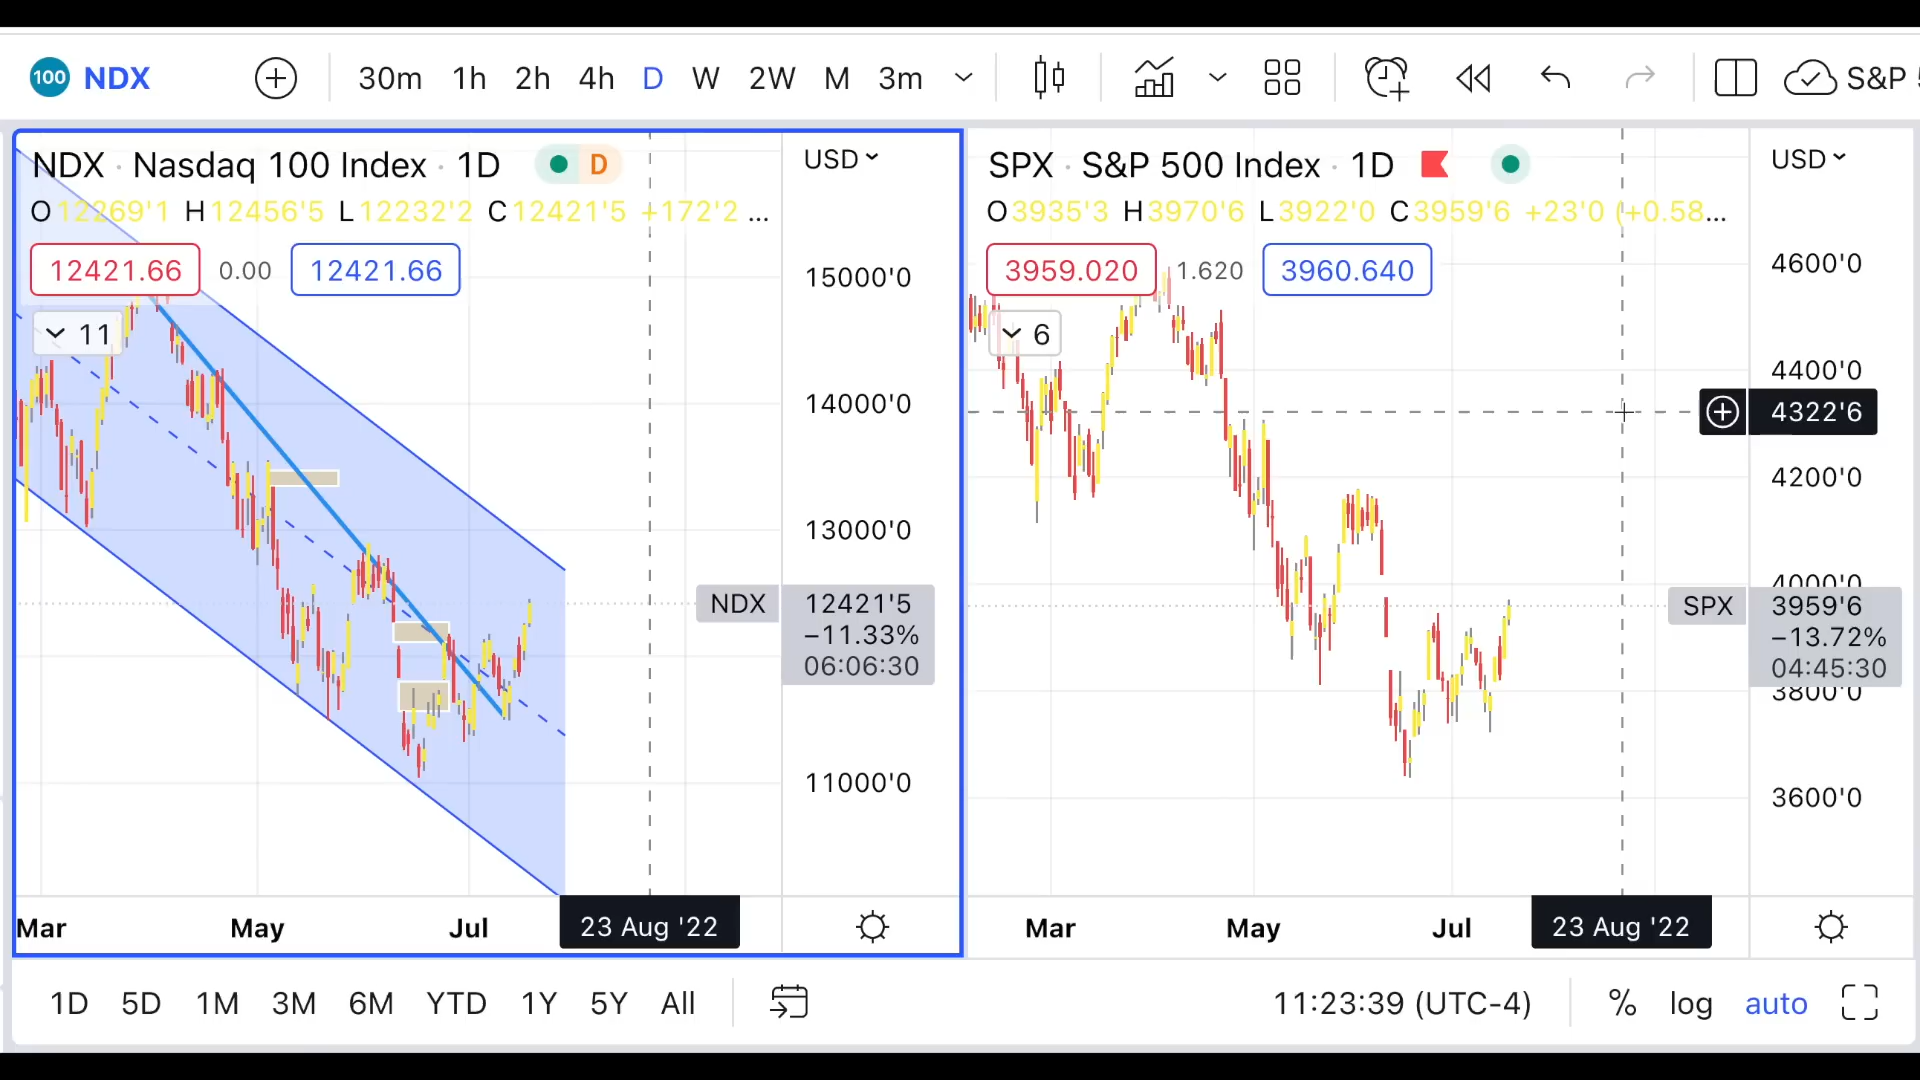 100 NDX 30m 1h 2h 4h D W 2W M 3m S&P 5
NDX · Nasdaq 100 Index · 1D D USD
O12269'1 H12456'5 L12232'2 C12421'5 +172'2 ...
12421.66 0.00 12421.66
11
15000'0
14000'0
13000'0
NDX 12421'5
−11.33%
06:06:30
11000'0
Mar May Jul 23 Aug '22
SPX · S&P 500 Index · 1D USD
O3935'3 H3970'6 L3922'0 C3959'6 +23'0 (+0.58...
3959.020 1.620 3960.640
6
4600'0
4400'0
4322'6
4200'0
4000'0
SPX 3959'6
−13.72%
04:45:30
3800'0
3600'0
Mar May Jul 23 Aug '22
1D 5D 1M 3M 6M YTD 1Y 5Y All 11:23:39 (UTC-4) % log auto